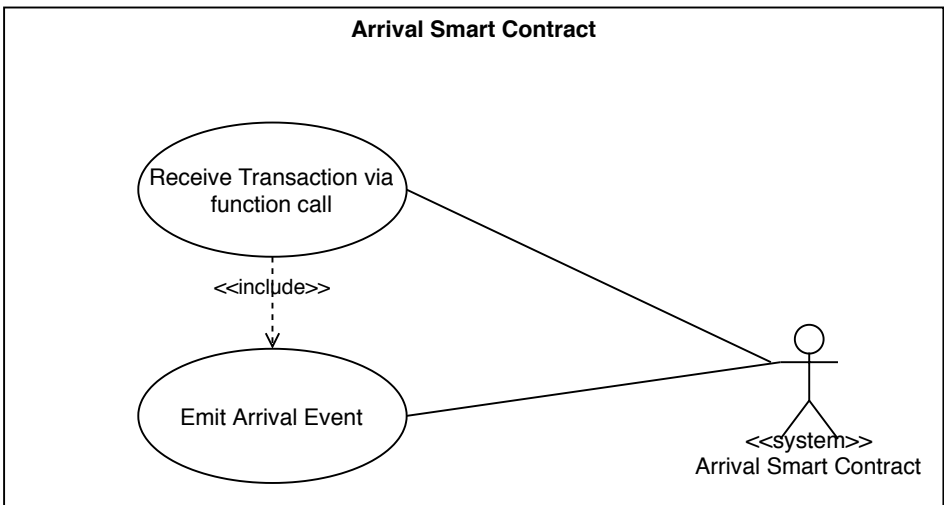 Arrival Smart Contract
Receive Transaction via
function call
<<include>>
Emit Arrival Event
<<system>>
Arrival Smart Contract